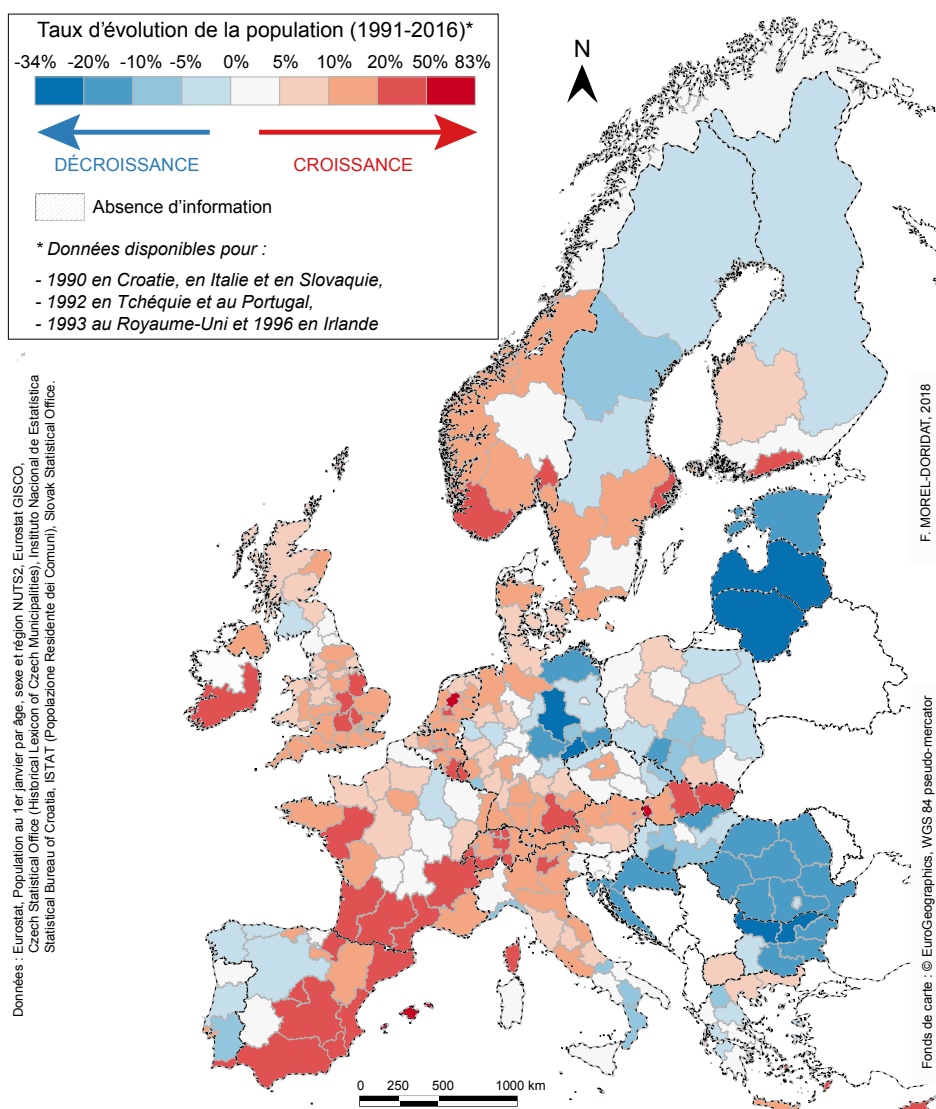 Taux d'évolution de la population (1991-2016)*
-34% -20% -10% -5% 0% 5% 10% 20% 50% 83%
DÉCROISSANCE CROISSANCE
Absence d'information
* Données disponibles pour :
- 1990 en Croatie, en Italie et en Slovaquie,
- 1992 en Tchéquie et au Portugal,
- 1993 au Royaume-Uni et 1996 en Irlande
N
Données : Eurostat, Population au 1er janvier par âge, sexe et région NUTS2, Eurostat GISCO,
Czech Statistical Office (Historical Lexicon of Czech Municipalities), Instituto Nacional de Estatística
Statistical Bureau of Croatia, ISTAT (Popolazione Residente dei Comuni), Slovak Statistical Office.
F. MOREL-DORIDAT, 2018
Fonds de carte : © EuroGeographics, WGS 84 pseudo-mercator
0 250 500 1000 km